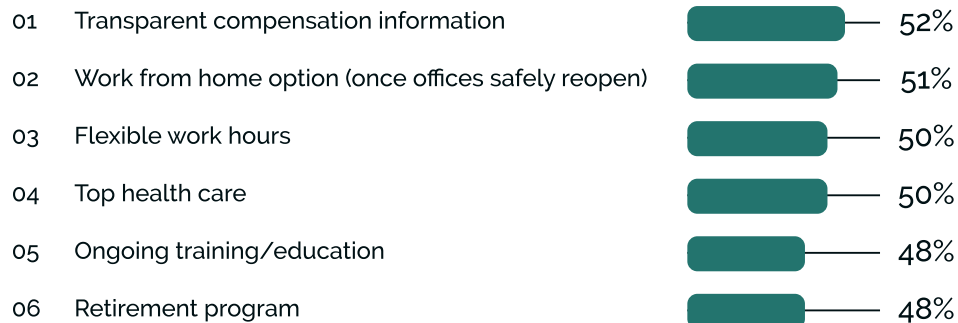 01 Transparent compensation information 52%
02 Work from home option (once offices safely reopen) 51%
03 Flexible work hours 50%
04 Top health care 50%
05 Ongoing training/education 48%
06 Retirement program 48%